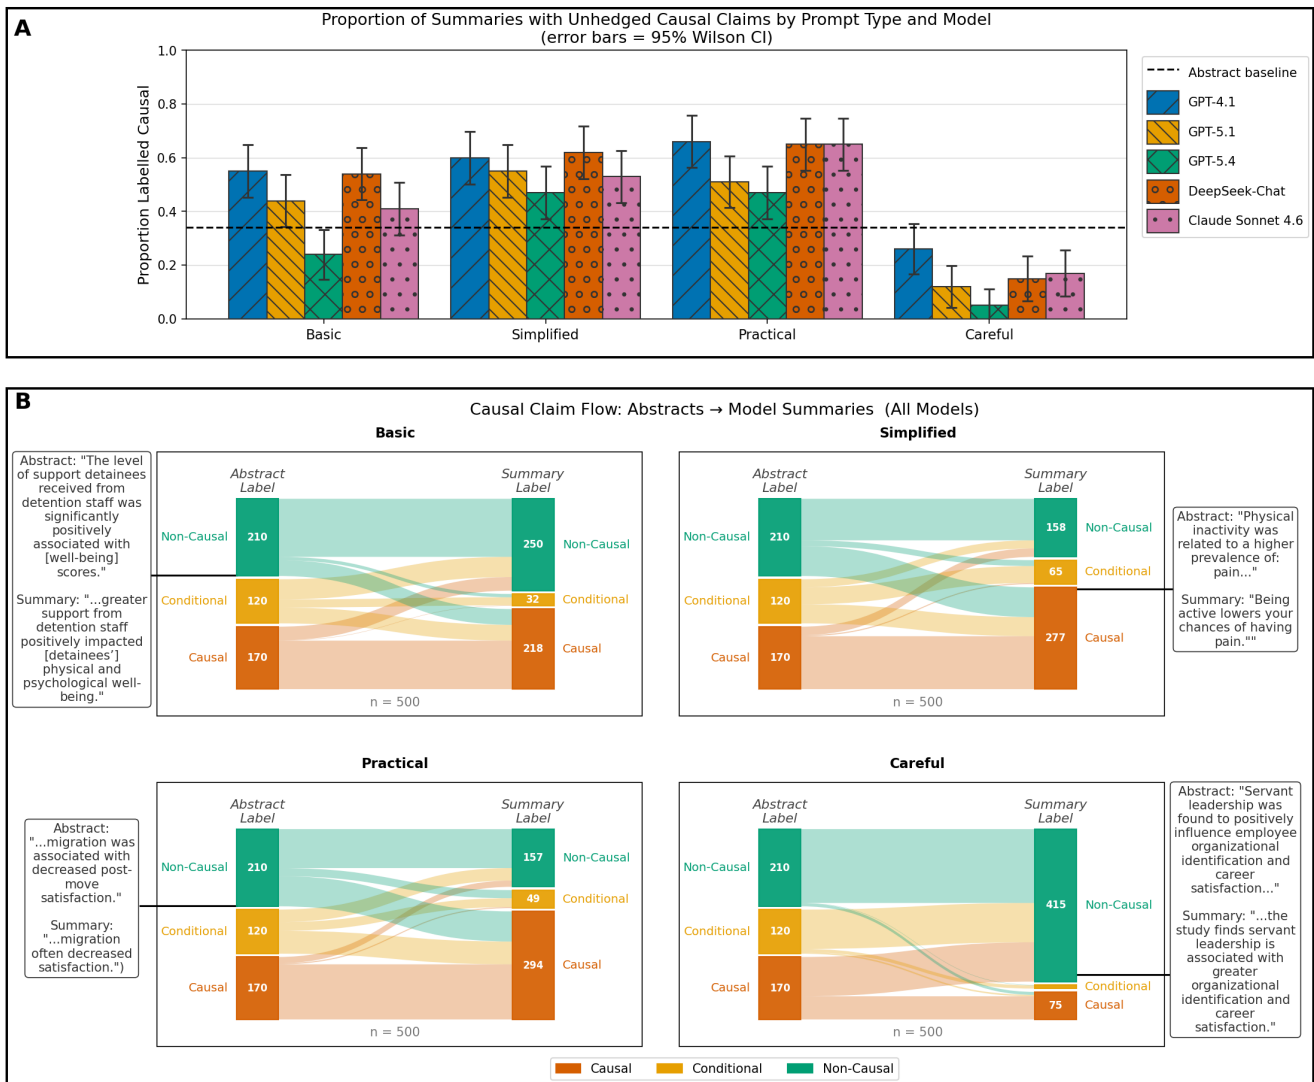 A
Proportion of Summaries with Unhedged Causal Claims by Prompt Type and Model
(error bars = 95% Wilson CI)
Proportion Labelled Causal
1.0
0.8
0.6
0.4
0.2
0.0
Basic
Simplified
Practical
Careful
Abstract baseline
GPT-4.1
GPT-5.1
GPT-5.4
DeepSeek-Chat
Claude Sonnet 4.6
B
Causal Claim Flow: Abstracts → Model Summaries (All Models)
Basic
Abstract: "The level
of support detainees
received from
detention staff was
significantly
positively
associated with
[well-being]
scores."
Summary: "...greater
support from
detention staff
positively impacted
[detainees’]
physical and
psychological well-
being."
Abstract
Label
Summary
Label
Non-Causal
210
250
Non-Causal
Conditional
120
32
Conditional
Causal
170
218
Causal
n = 500
Simplified
Abstract
Label
Summary
Label
Non-Causal
210
158
Non-Causal
Conditional
120
65
Conditional
Causal
170
277
Causal
n = 500
Abstract: "Physical
inactivity was
related to a higher
prevalence of:
pain..."
Summary: "Being
active lowers your
chances of having
pain.""
Practical
Abstract:
"...migration was
associated with
decreased post-
move
satisfaction."
Summary:
"...migration
often decreased
satisfaction.")
Abstract
Label
Summary
Label
Non-Causal
210
157
Non-Causal
Conditional
120
49
Conditional
Causal
170
294
Causal
n = 500
Careful
Abstract
Label
Summary
Label
Non-Causal
210
415
Non-Causal
Conditional
120
Conditional
Causal
170
75
Causal
n = 500
Abstract: "Servant
leadership was
found to positively
influence employee
organizational
identification and
career
satisfaction..."
Summary: "...the
study finds servant
leadership is
associated with
greater
organizational
identification and
career
satisfaction."
Causal
Conditional
Non-Causal